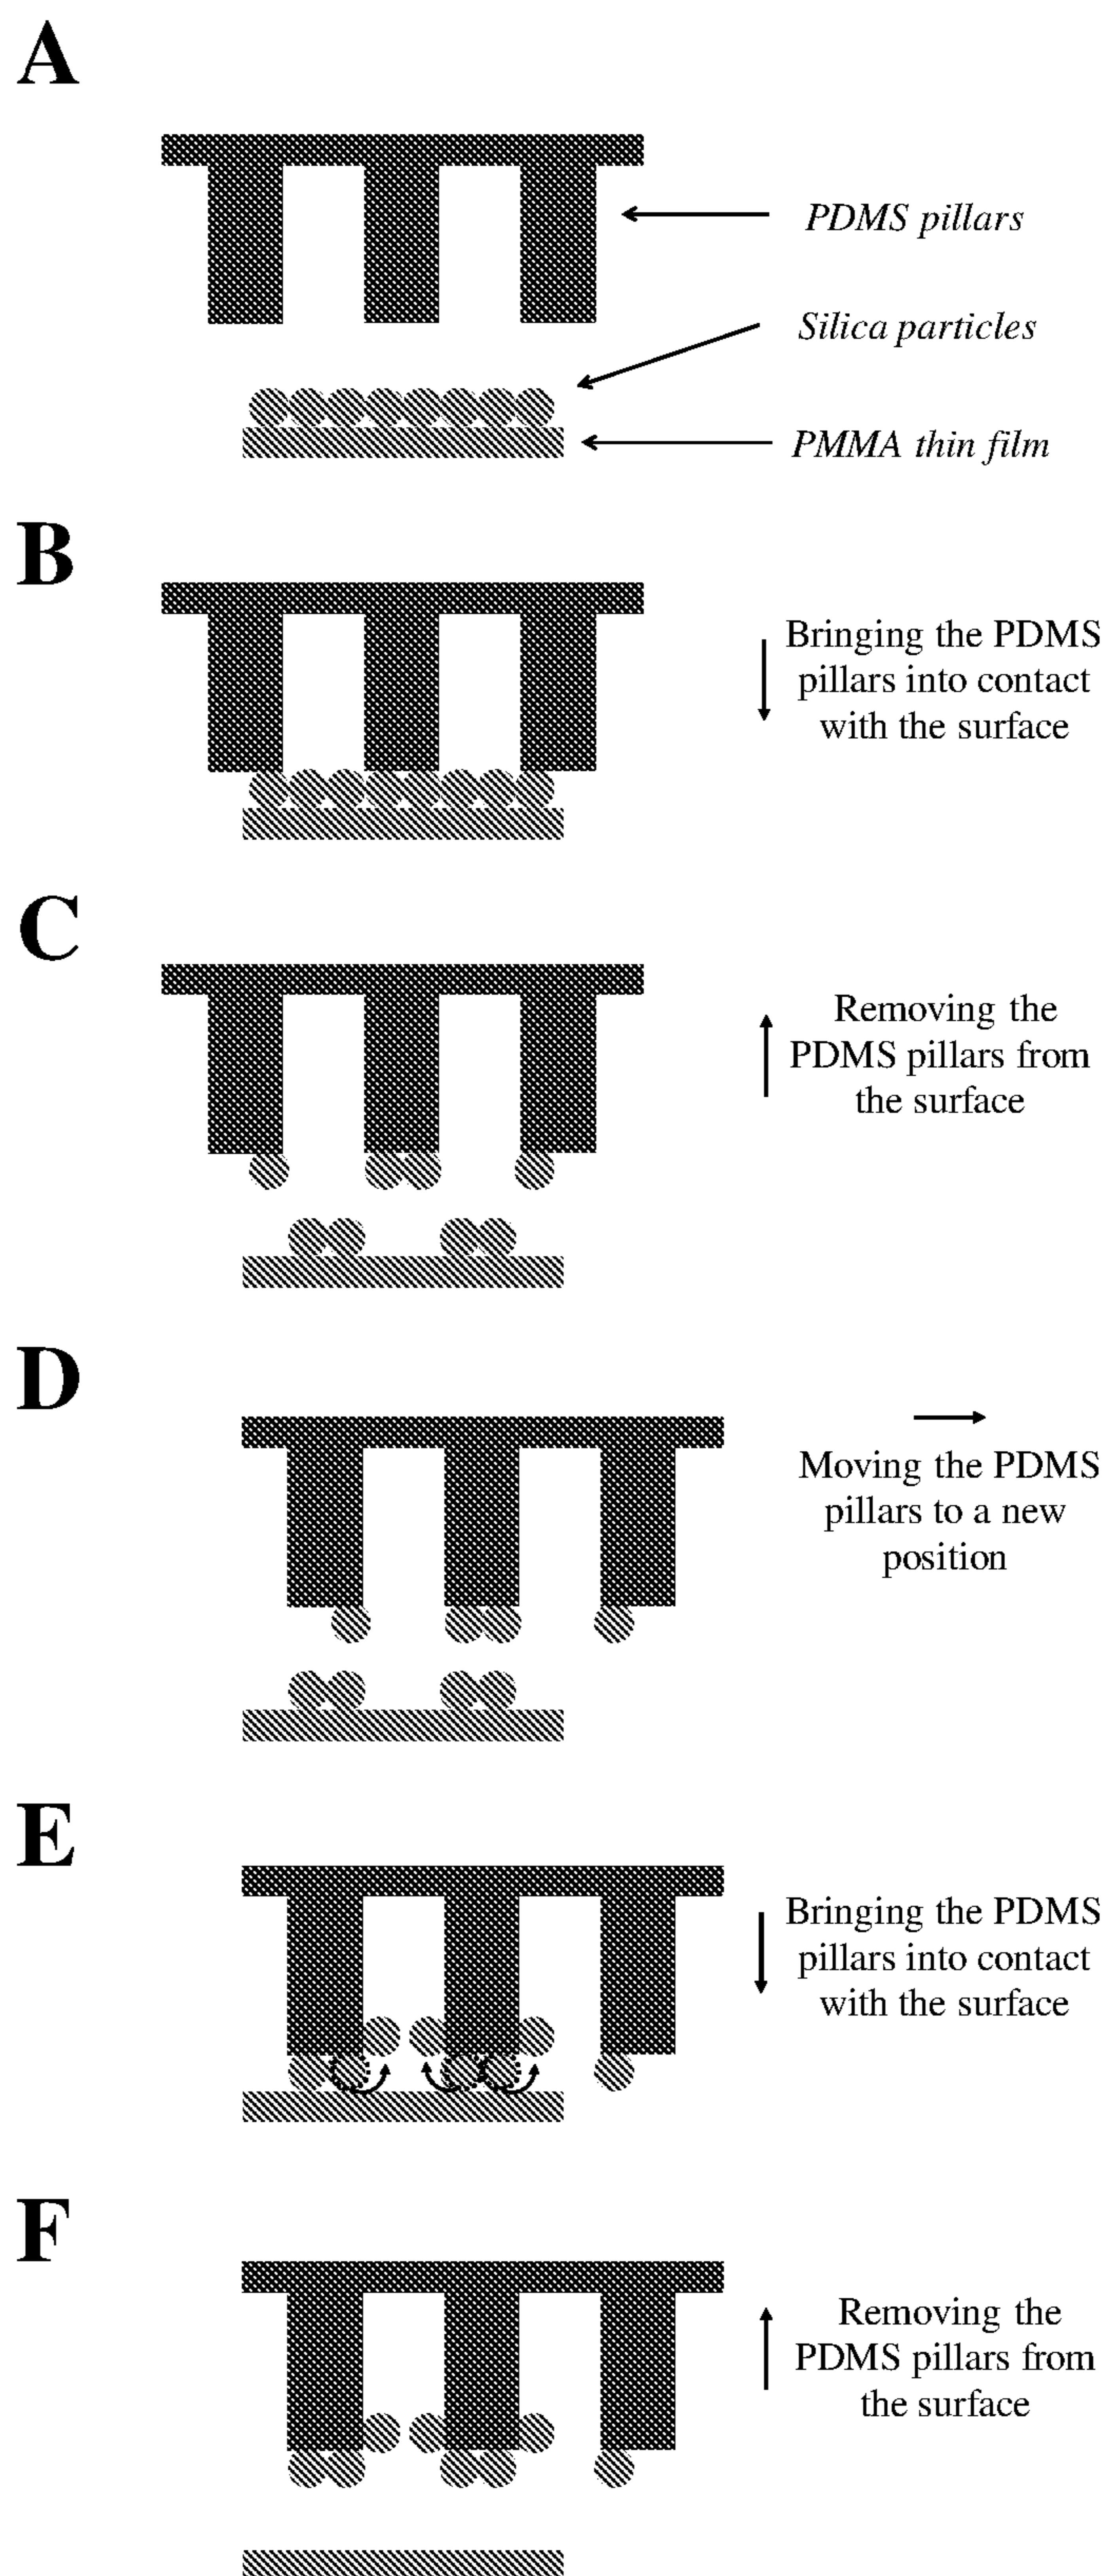 A
PDMS pillars
Silica particles
PMMA thin film
B
Bringing the PDMS
pillars into contact
with the surface
C
Removing the
PDMS pillars from
the surface
D
Moving the PDMS
pillars to a new
position
E
Bringing the PDMS
pillars into contact
with the surface
F
Removing the
PDMS pillars from
the surface